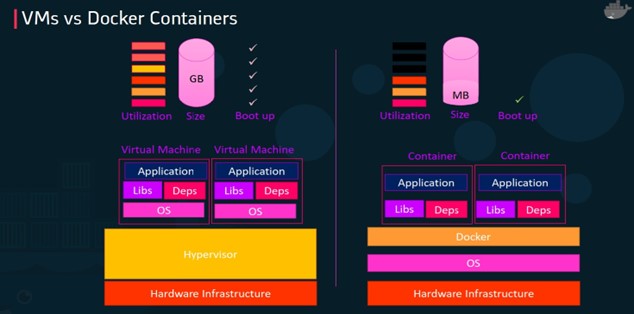 VMs vs Docker Containers
GB
Utilization Size Boot up
Virtual Machine Virtual Machine
Application Application
Libs Deps Libs Deps
OS OS
Hypervisor
Hardware Infrastructure
MB
Utilization Size Boot up
Container Container
Application Application
Libs Deps Libs Deps
Docker
OS
Hardware Infrastructure